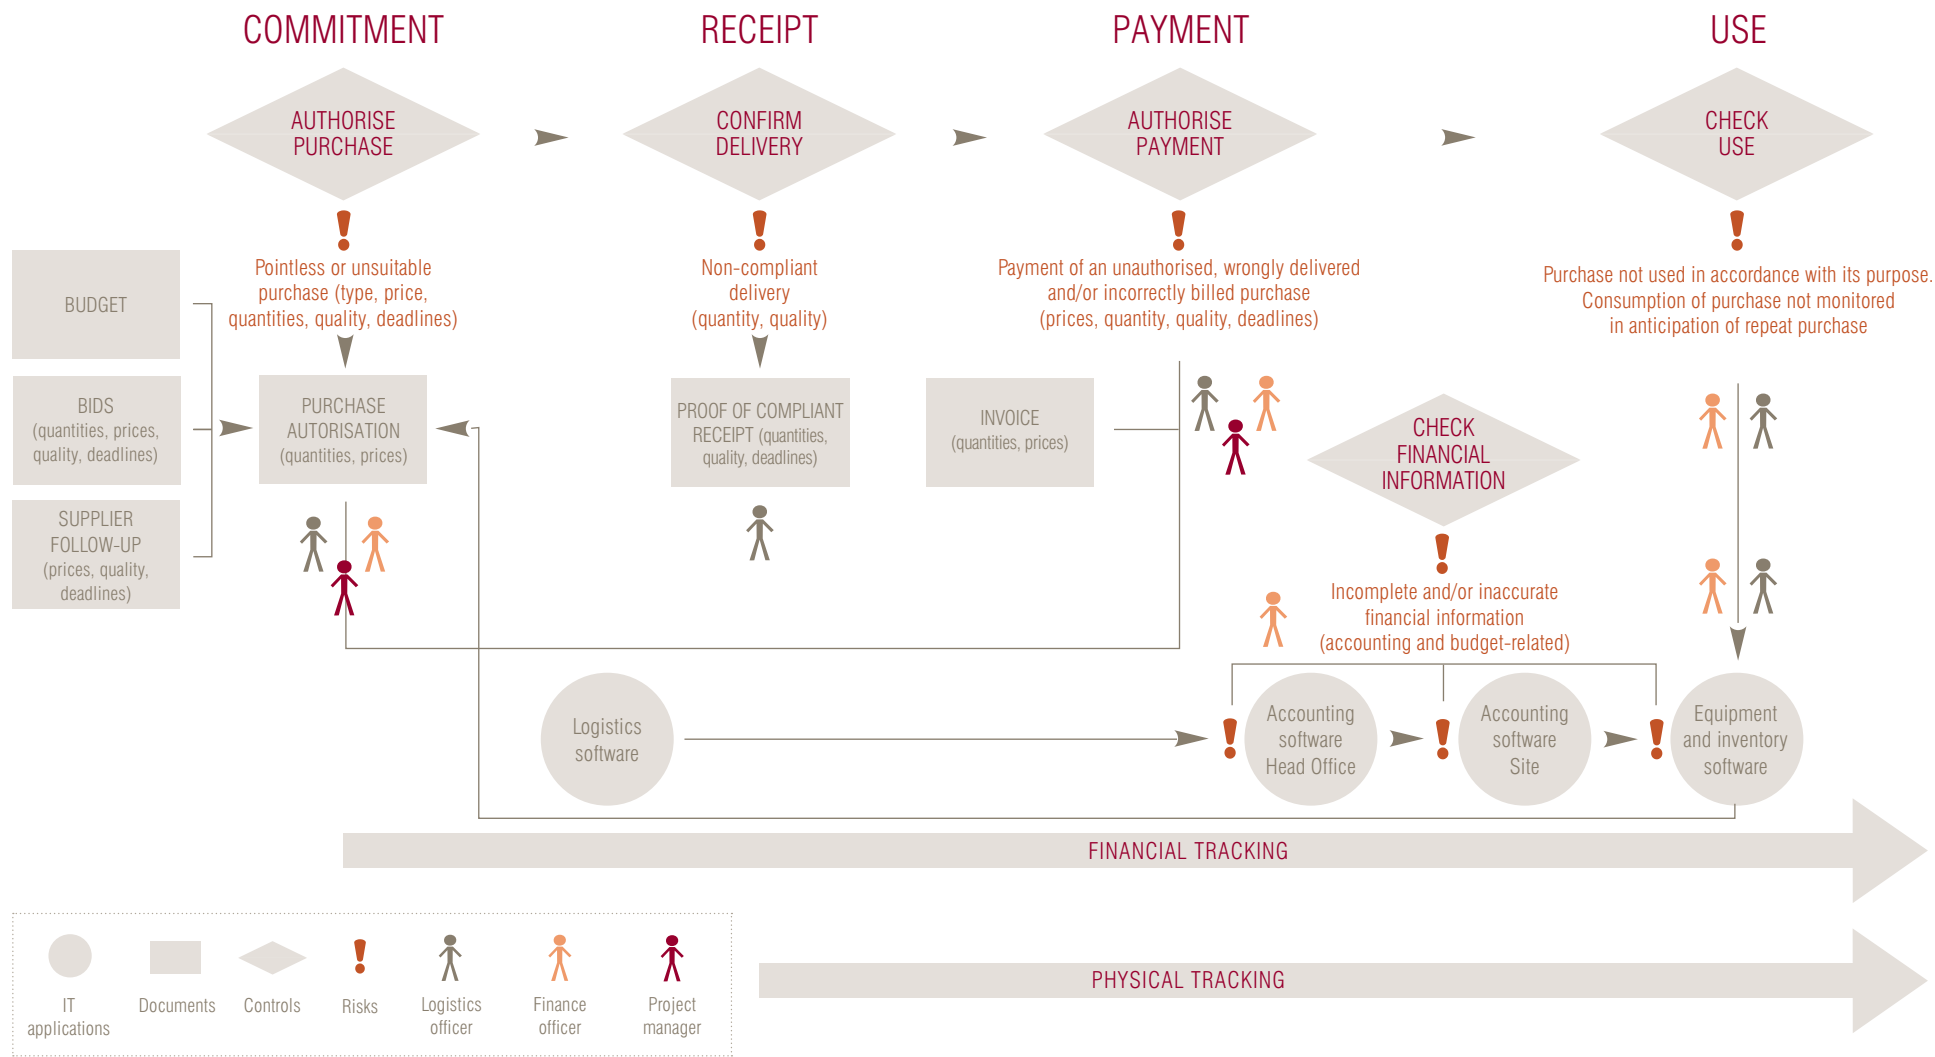 COMMITMENT
RECEIPT
PAYMENT
USE
AUTHORISE
PURCHASE
CONFIRM
DELIVERY
AUTHORISE
PAYMENT
CHECK
USE
Pointless or unsuitable
purchase (type, price,
quantities, quality, deadlines)
Non-compliant
delivery
(quantity, quality)
Payment of an unauthorised, wrongly delivered
and/or incorrectly billed purchase
(prices, quantity, quality, deadlines)
Purchase not used in accordance with its purpose.
Consumption of purchase not monitored
in anticipation of repeat purchase
BUDGET
BIDS
(quantities, prices,
quality, deadlines)
SUPPLIER
FOLLOW-UP
(prices, quality,
deadlines)
PURCHASE
AUTORISATION
(quantities, prices)
PROOF OF COMPLIANT
RECEIPT (quantities,
quality, deadlines)
INVOICE
(quantities, prices)
CHECK
FINANCIAL
INFORMATION
Incomplete and/or inaccurate
financial information
(accounting and budget-related)
Logistics
software
Accounting
software
Head Office
Accounting
software
Site
Equipment
and inventory
software
FINANCIAL TRACKING
PHYSICAL TRACKING
IT
applications
Documents
Controls
Risks
Logistics
officer
Finance
officer
Project
manager